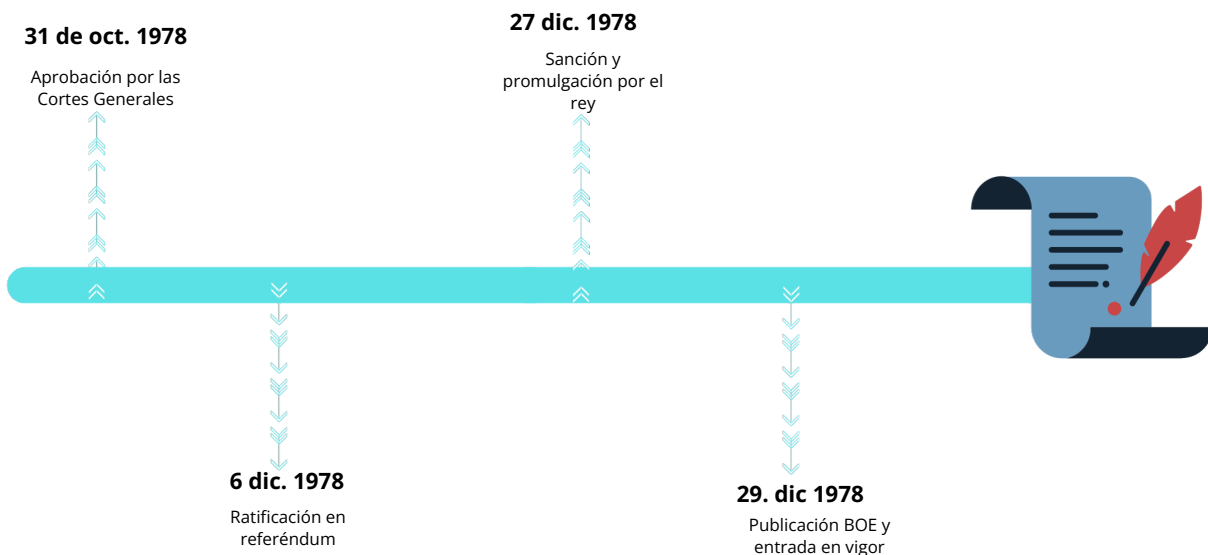 31 de oct. 1978
Aprobación por las
Cortes Generales
6 dic. 1978
Ratificación en
referéndum
27 dic. 1978
Sanción y
promulgación por el
rey
29. dic 1978
Publicación BOE y
entrada en vigor